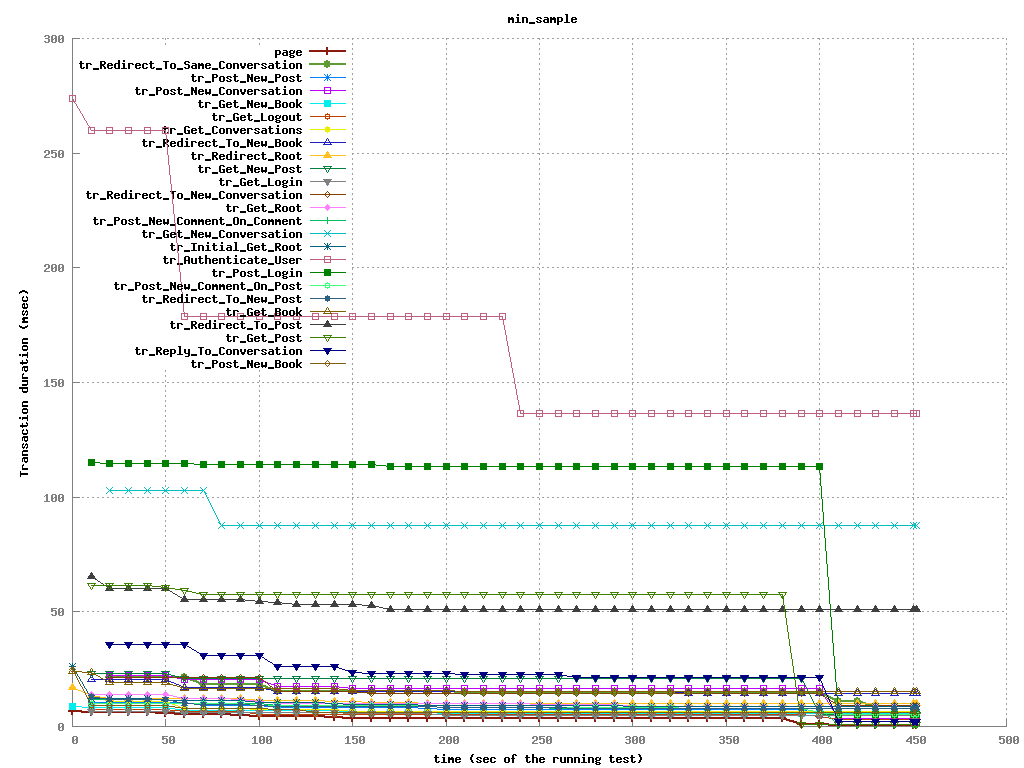 min_sample
300
250
200
150
100
50
0
Transaction duration (msec)
page
tr_Redirect_To_Same_Conversation
tr_Post_New_Post
tr_Post_New_Conversation
tr_Get_New_Book
tr_Get_Logout
tr_Get_Conversations
tr_Redirect_To_New_Book
tr_Redirect_Root
tr_Get_New_Post
tr_Get_Login
tr_Redirect_To_New_Conversation
tr_Get_Root
tr_Post_New_Comment_On_Comment
tr_Get_New_Conversation
tr_Initial_Get_Root
tr_Authenticate_User
tr_Post_Login
tr_Post_New_Comment_On_Post
tr_Redirect_To_New_Post
tr_Get_Book
tr_Redirect_To_Post
tr_Get_Post
tr_Reply_To_Conversation
tr_Post_New_Book
0 50 100 150 200 250 300 350 400 450 500
time (sec of the running test)